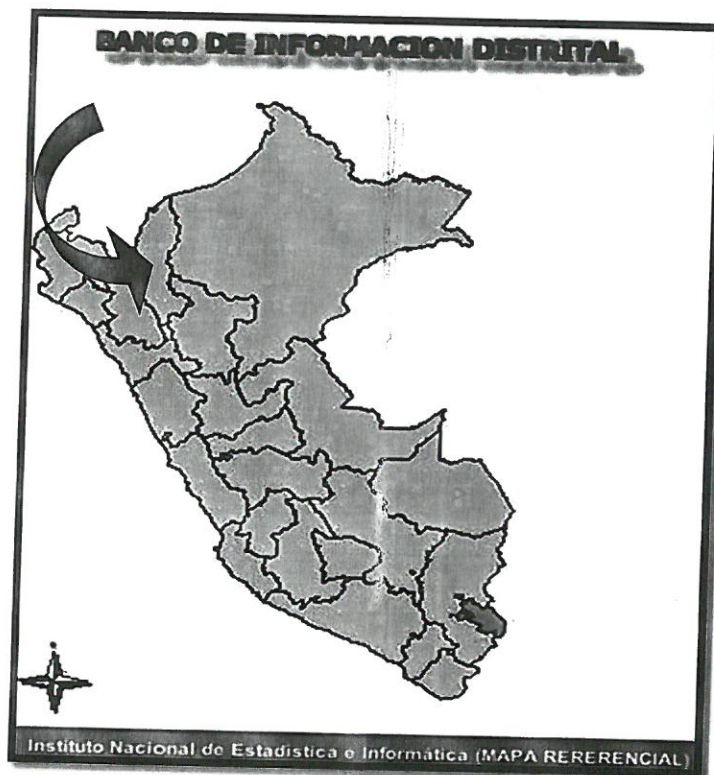 BANCO DE INFORMACION DISTRITAL
Instituto Nacional de Estadística e Informática (MAPA RERERENCIAL)